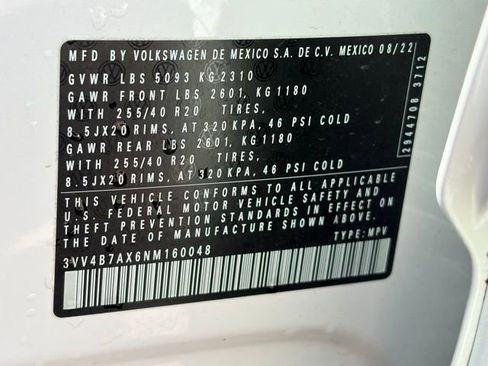 MFD BY VOLKSWAGEN DE MEXICO S.A. DE C.V. MEXICO 08/22
GVWR LBS 5093 KG 2310
GAWR FRONT LBS 2601, KG 1180
WITH 255/40 R20 TIRES,
8.5JX20 RIMS, AT 320 KPA, 46 PSI COLD
GAWR REAR LBS 2601, KG 1180
WITH 255/40 R20 TIRES,
8.5JX20 RIMS, AT 320 KPA, 46 PSI COLD
THIS VEHICLE CONFORMS TO ALL APPLICABLE
U.S. FEDERAL MOTOR VEHICLE SAFETY AND
THEFT PREVENTION STANDARDS IN EFFECT ON
THE DATE OF MANUFACTURE SHOWN ABOVE.
3VV4B7AX6NM160048 TYPE: MPV
2944708 3712